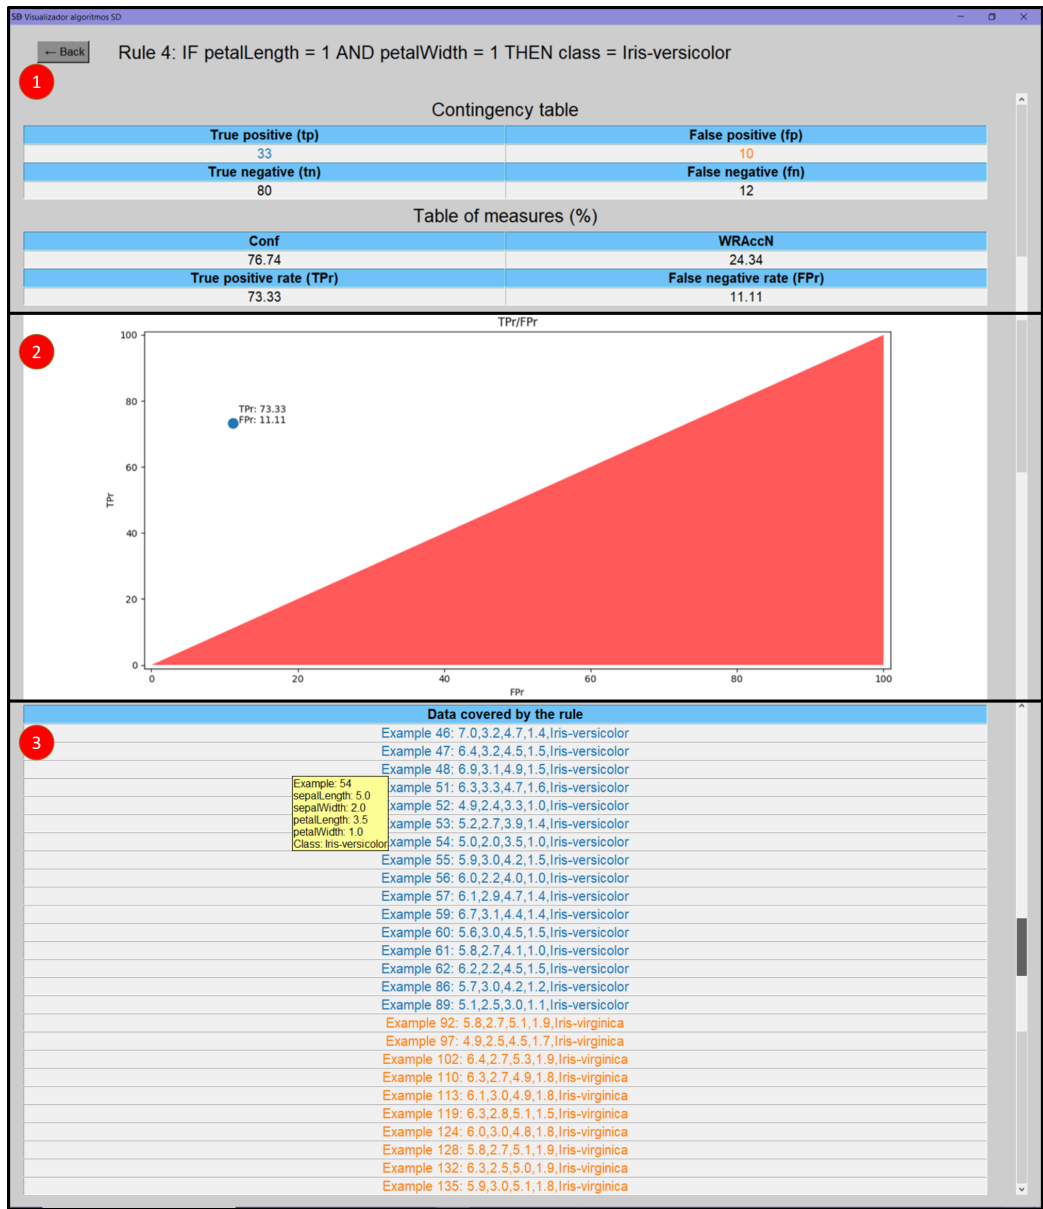 SD Visualizador algoritmos SD
← Back
Rule 4: IF petalLength = 1 AND petalWidth = 1 THEN class = Iris-versicolor
1
Contingency table
True positive (tp) False positive (fp)
33 10
True negative (tn) False negative (fn)
80 12
Table of measures (%)
Conf WRAccN
76.74 24.34
True positive rate (TPr) False negative rate (FPr)
73.33 11.11
2
TPr/FPr
100
80
60
40
20
0
TPr
TPr: 73.33
FPr: 11.11
0 20 40 60 80 100
FPr
3
Data covered by the rule
Example 46: 7.0,3.2,4.7,1.4,Iris-versicolor
Example 47: 6.4,3.2,4.5,1.5,Iris-versicolor
Example 48: 6.9,3.1,4.9,1.5,Iris-versicolor
Example 51: 6.3,3.3,4.7,1.6,Iris-versicolor
xample 52: 4.9,2.4,3.3,1.0,Iris-versicolor
xample 53: 5.2,2.7,3.9,1.4,Iris-versicolor
xample 54: 5.0,2.0,3.5,1.0,Iris-versicolor
Example: 54
sepalLength: 5.0
sepalWidth: 2.0
petalLength: 3.5
petalWidth: 1.0
Class: Iris-versicolor
Example 55: 5.9,3.0,4.2,1.5,Iris-versicolor
Example 56: 6.0,2.2,4.0,1.0,Iris-versicolor
Example 57: 6.1,2.9,4.7,1.4,Iris-versicolor
Example 59: 6.7,3.1,4.4,1.4,Iris-versicolor
Example 60: 5.6,3.0,4.5,1.5,Iris-versicolor
Example 61: 5.8,2.7,4.1,1.0,Iris-versicolor
Example 62: 6.2,2.2,4.5,1.5,Iris-versicolor
Example 86: 5.7,3.0,4.2,1.2,Iris-versicolor
Example 89: 5.1,2.5,3.0,1.1,Iris-versicolor
Example 92: 5.8,2.7,5.1,1.9,Iris-virginica
Example 97: 4.9,2.5,4.5,1.7,Iris-virginica
Example 102: 6.4,2.7,5.3,1.9,Iris-virginica
Example 110: 6.3,2.7,4.9,1.8,Iris-virginica
Example 113: 6.1,3.0,4.9,1.8,Iris-virginica
Example 119: 6.3,2.8,5.1,1.5,Iris-virginica
Example 124: 6.0,3.0,4.8,1.8,Iris-virginica
Example 128: 5.8,2.7,5.1,1.9,Iris-virginica
Example 132: 6.3,2.5,5.0,1.9,Iris-virginica
Example 135: 5.9,3.0,5.1,1.8,Iris-virginica